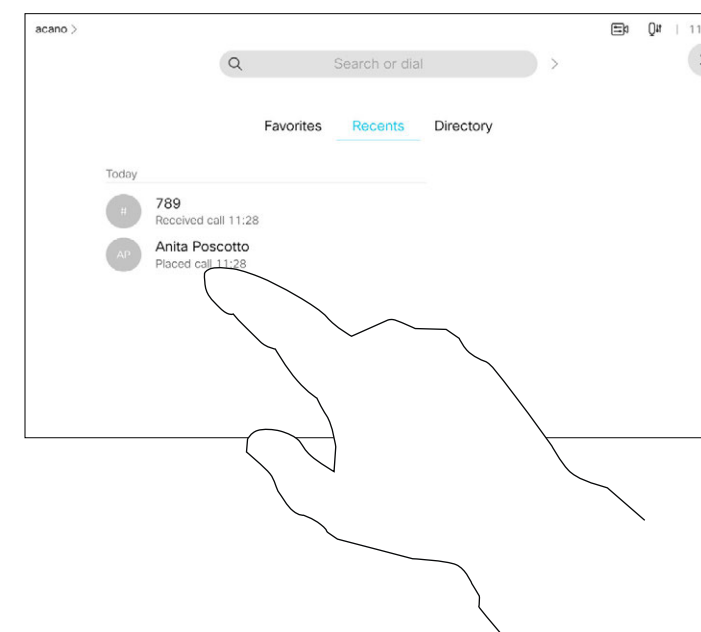 acano >
11
Search or dial
Favorites Recents Directory
Today
#
789
Received call 11:28
AP
Anita Poscotto
Placed call 11:28